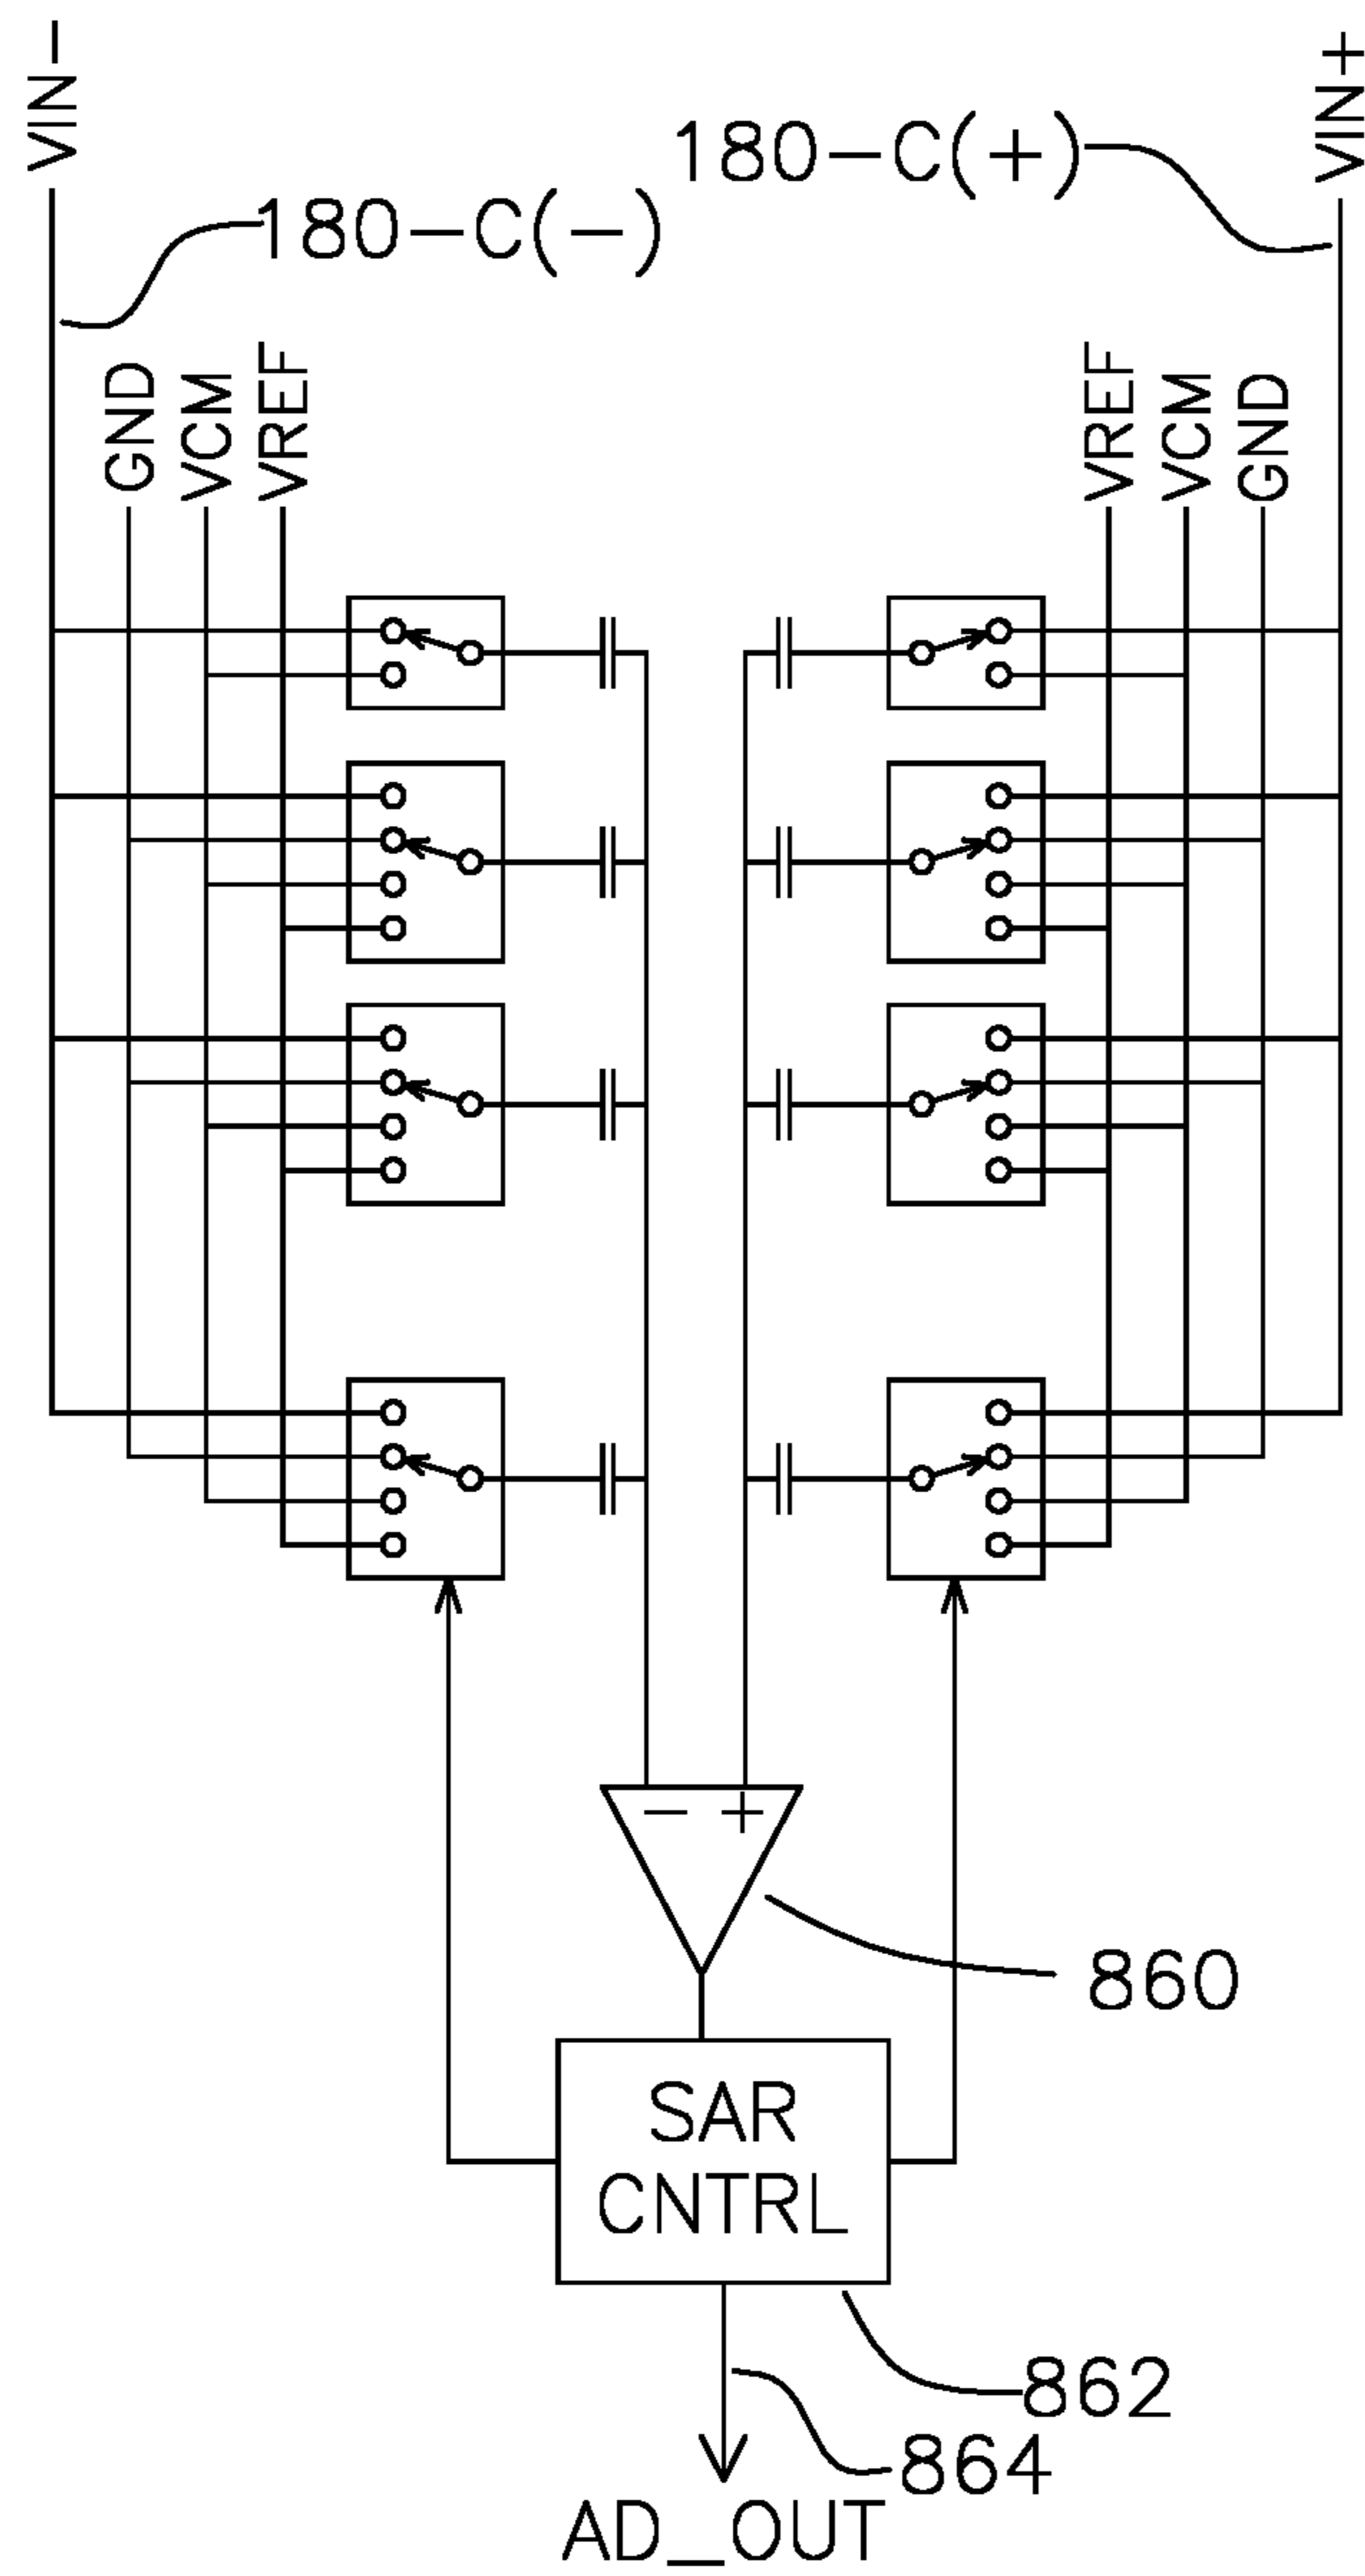 VIN-
VIN+
180-C(+)
180-C(-)
GND
VCM
VREF
VREF
VCM
GND
- +
860
SAR
CNTRL
862
864
AD_OUT